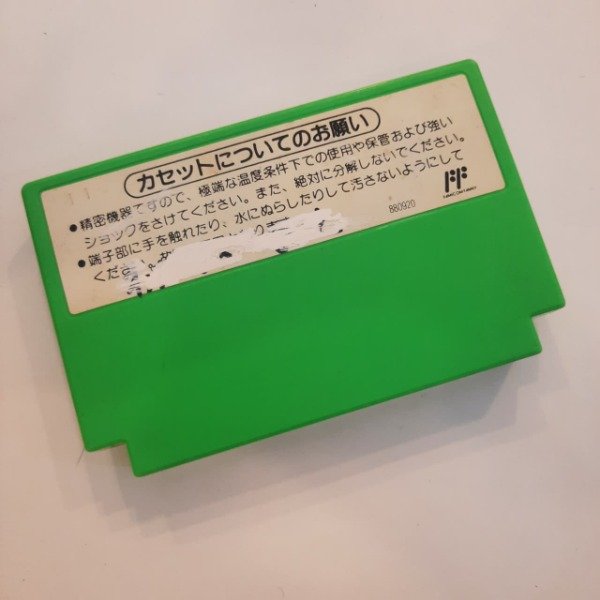 カセットについてのお願い
●精密機器ですので、極端な温度条件下での使用や保管および強い
ショックをさけてください。また、絶対に分解しないでください。
●端子部に手を触れたり、水にぬらしたりして汚さないようにして
くださ
880920